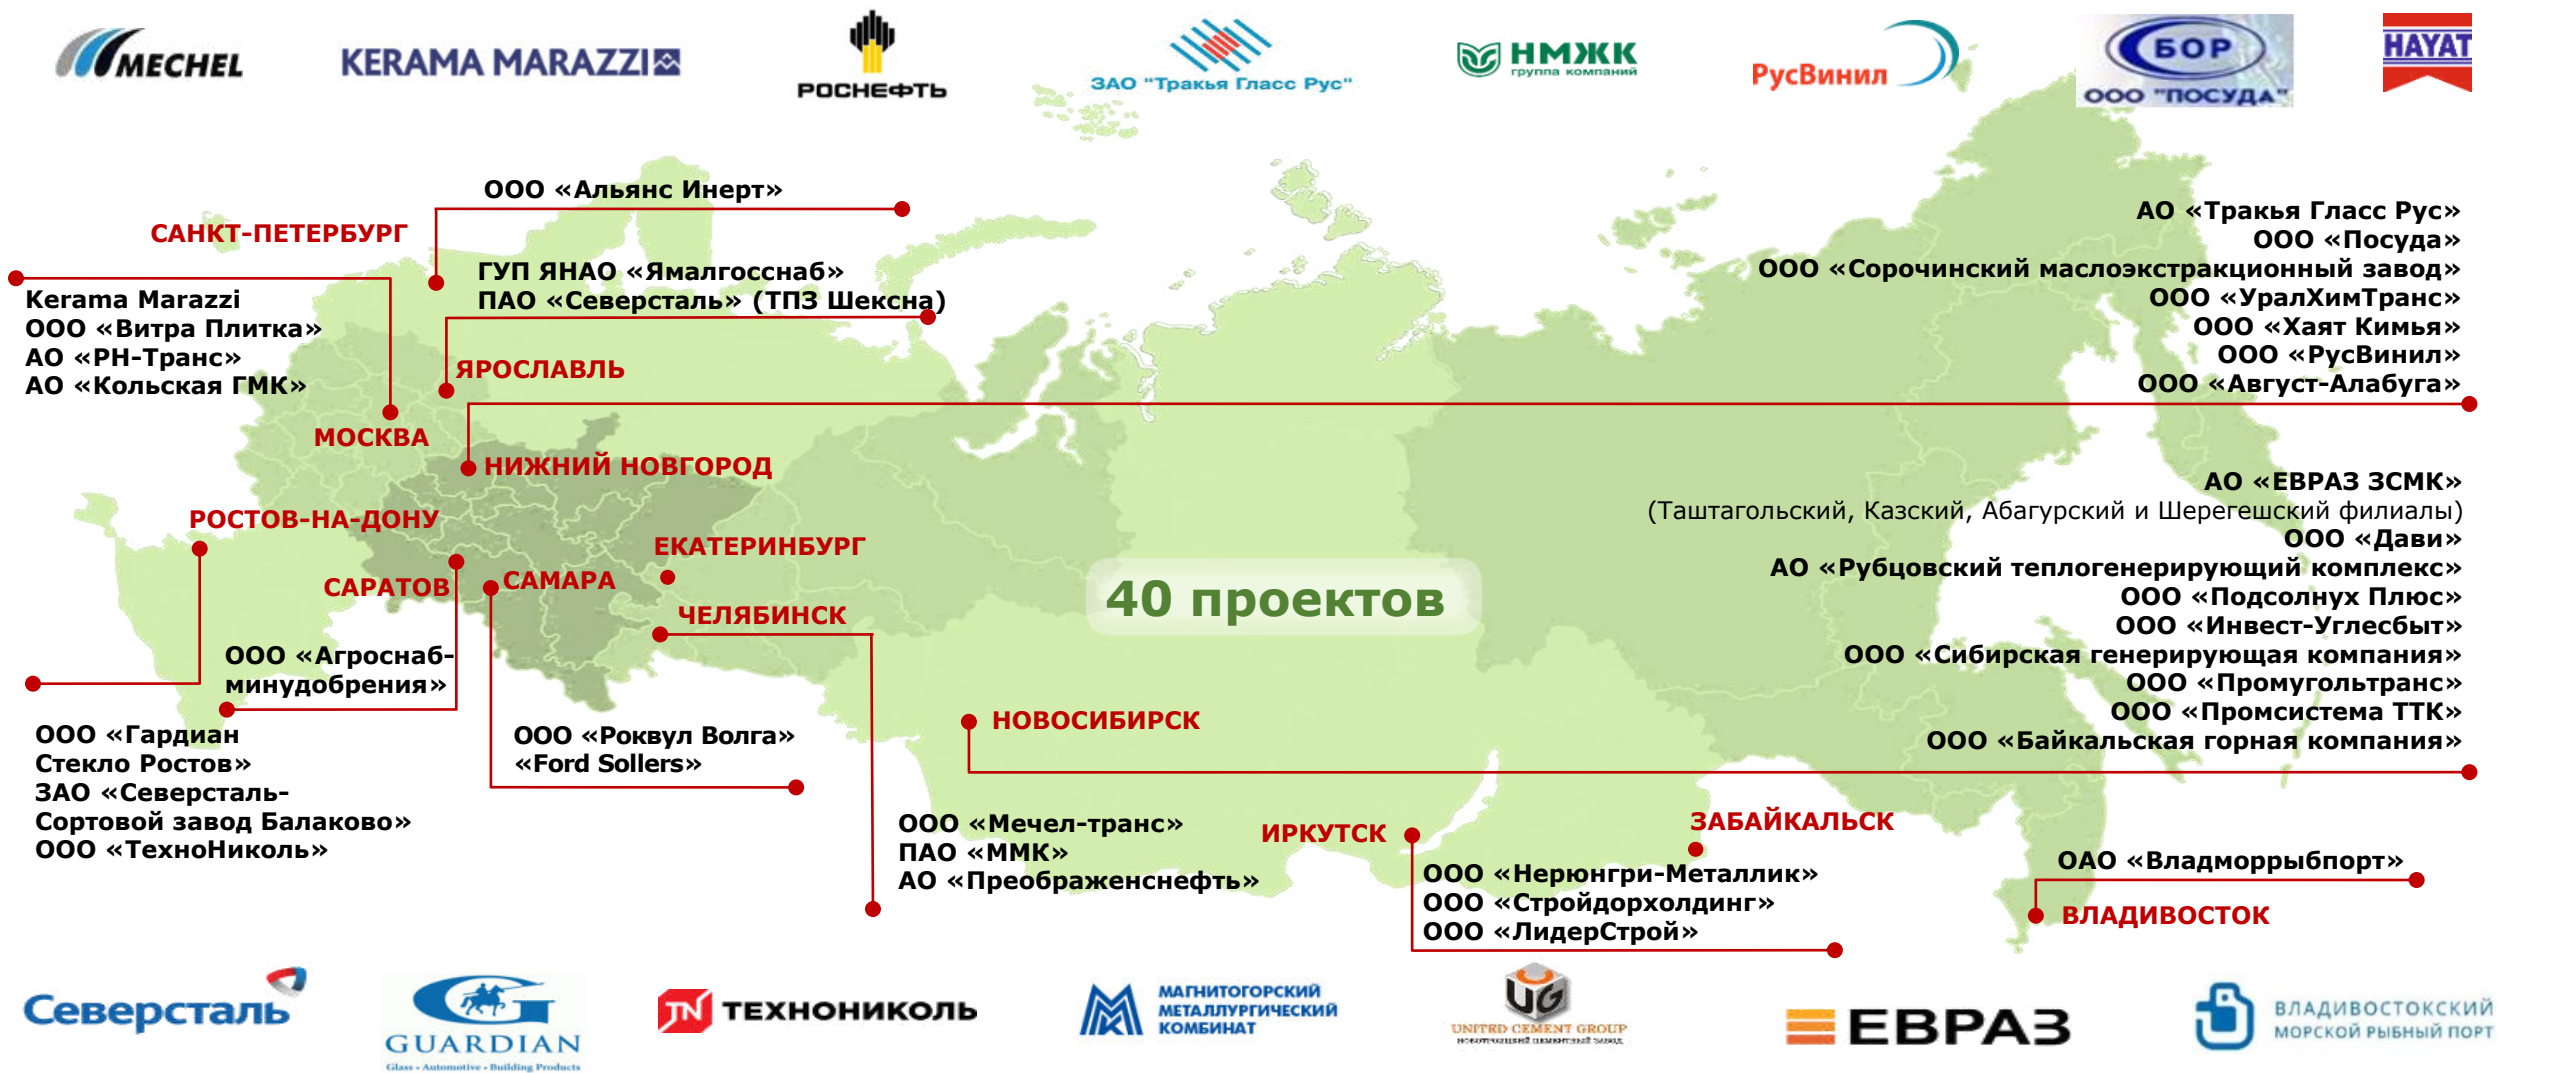 MECHEL
KERAMA MARAZZI
РОСНЕФТЬ
ЗАО "Тракья Гласс Рус"
НМЖК
группа компаний
РусВинил
БОР
ООО "ПОСУДА"
HAYAT
ООО «Альянс Инерт»
САНКТ-ПЕТЕРБУРГ
ГУП ЯНАО «Ямалгосснаб»
ПАО «Северсталь» (ТПЗ Шексна)
ЯРОСЛАВЛЬ
Kerama Marazzi
ООО «Витра Плитка»
АО «РН-Транс»
АО «Кольская ГМК»
МОСКВА
АО «Тракья Гласс Рус»
ООО «Посуда»
ООО «Сорочинский маслоэкстракционный завод»
ООО «УралХимТранс»
ООО «Хаят Кимья»
ООО «РусВинил»
ООО «Август-Алабуга»
НИЖНИЙ НОВГОРОД
РОСТОВ-НА-ДОНУ
ЕКАТЕРИНБУРГ
САРАТОВ
САМАРА
ЧЕЛЯБИНСК
40 проектов
АО «ЕВРАЗ ЗСМК»
(Таштагольский, Казский, Абагурский и Шерегешский филиалы)
ООО «Дави»
АО «Рубцовский теплогенерирующий комплекс»
ООО «Подсолнух Плюс»
ООО «Инвест-Углесбыт»
ООО «Сибирская генерирующая компания»
ООО «Промугольтранс»
ООО «Промсистема ТТК»
ООО «Байкальская горная компания»
НОВОСИБИРСК
ООО «Агроснаб-
минудобрения»
ООО «Гардиан
Стекло Ростов»
ЗАО «Северсталь-
Сортовой завод Балаково»
ООО «ТехноНиколь»
ООО «Роквул Волга»
«Ford Sollers»
ООО «Мечел-транс»
ПАО «ММК»
АО «Преображенснефть»
ИРКУТСК
ООО «Нерюнгри-Металлик»
ООО «Стройдорхолдинг»
ООО «ЛидерСтрой»
ЗАБАЙКАЛЬСК
ОАО «Владморрыбпорт»
ВЛАДИВОСТОК
Северсталь
GUARDIAN
Glass • Automotive • Building Products
ТЕХНОНИКОЛЬ
МАГНИТОГОРСКИЙ
МЕТАЛЛУРГИЧЕСКИЙ
КОМБИНАТ
UG
UNITED CEMENT GROUP
НОВОТРОИЦКИЙ ЦЕМЕНТНЫЙ ЗАВОД
ЕВРАЗ
ВЛАДИВОСТОКСКИЙ
МОРСКОЙ РЫБНЫЙ ПОРТ